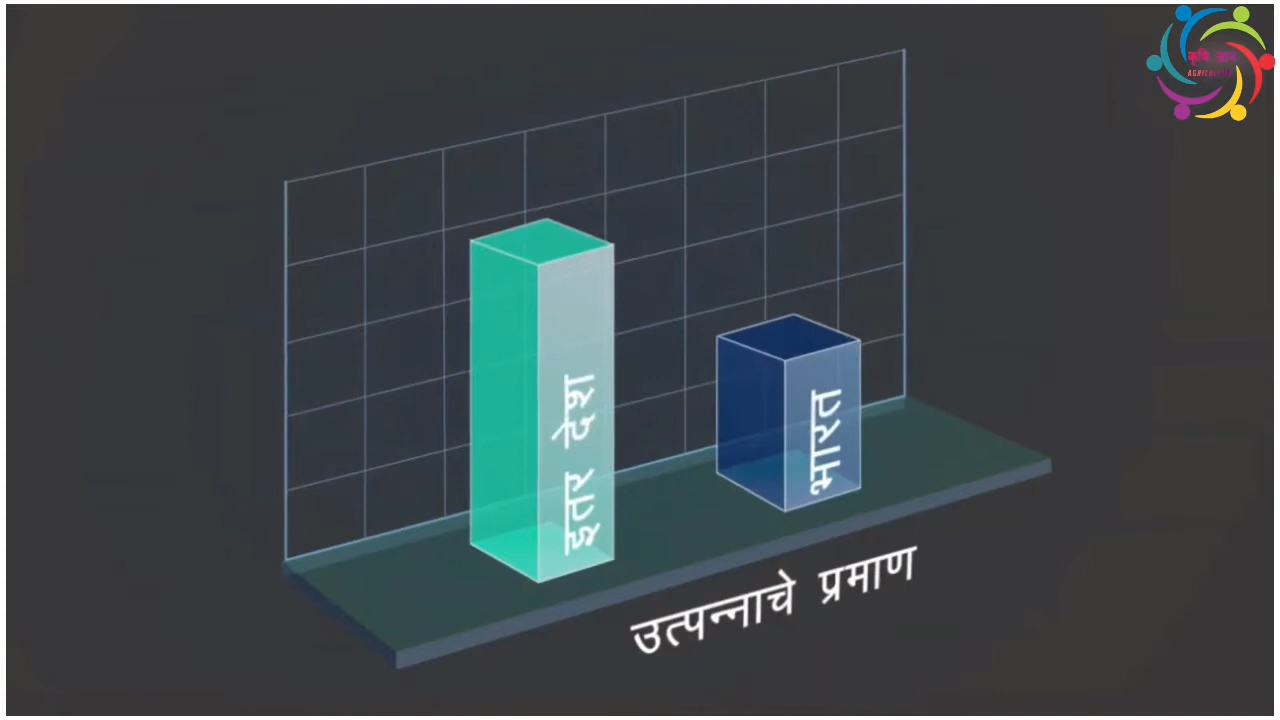 कृषि ज्ञान
इतर देश
भारत
उत्पन्नाचे प्रमाण